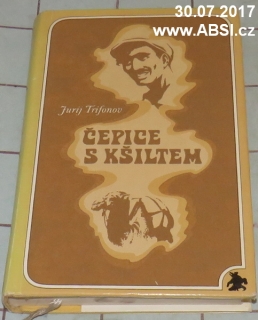 30.07.2017
www.ABSI.cz
Jurij Trifonov
ČEPICE
S KŠILTEM